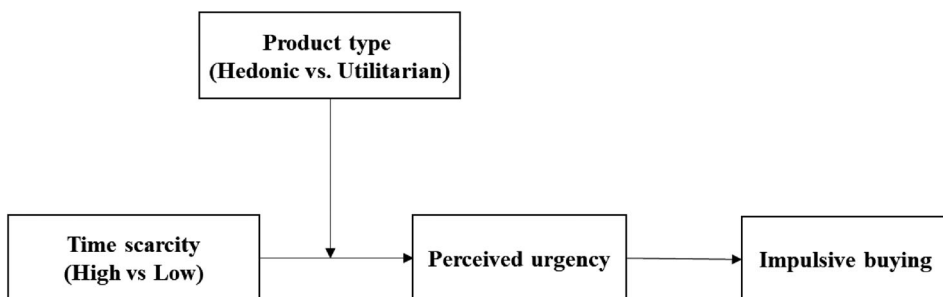 Product type
(Hedonic vs. Utilitarian)
Time scarcity
(High vs Low)
Perceived urgency
Impulsive buying